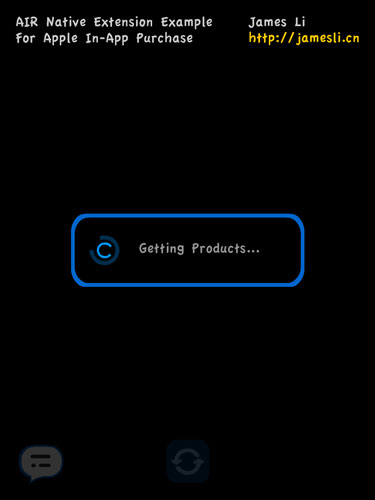 AIR Native Extension Example
For Apple In-App Purchase
James Li
http://jamesli.cn
Getting Products...